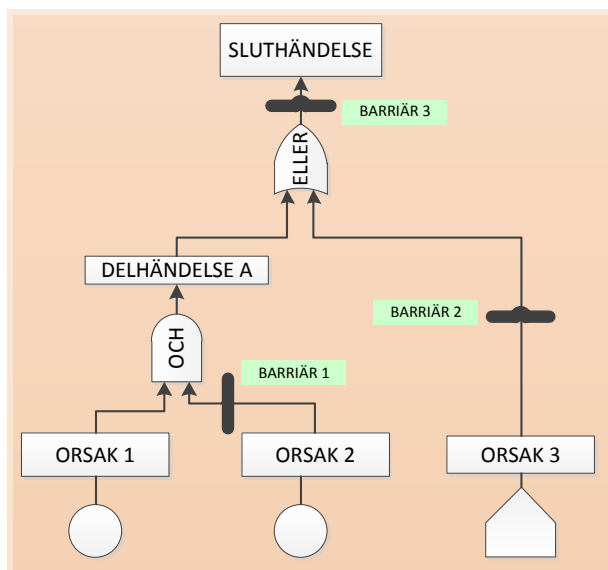 SLUTHÄNDELSE
BARRIÄR 3
ELLER
DELHÄNDELSE A
BARRIÄR 2
OCH
BARRIÄR 1
ORSAK 1
ORSAK 2
ORSAK 3